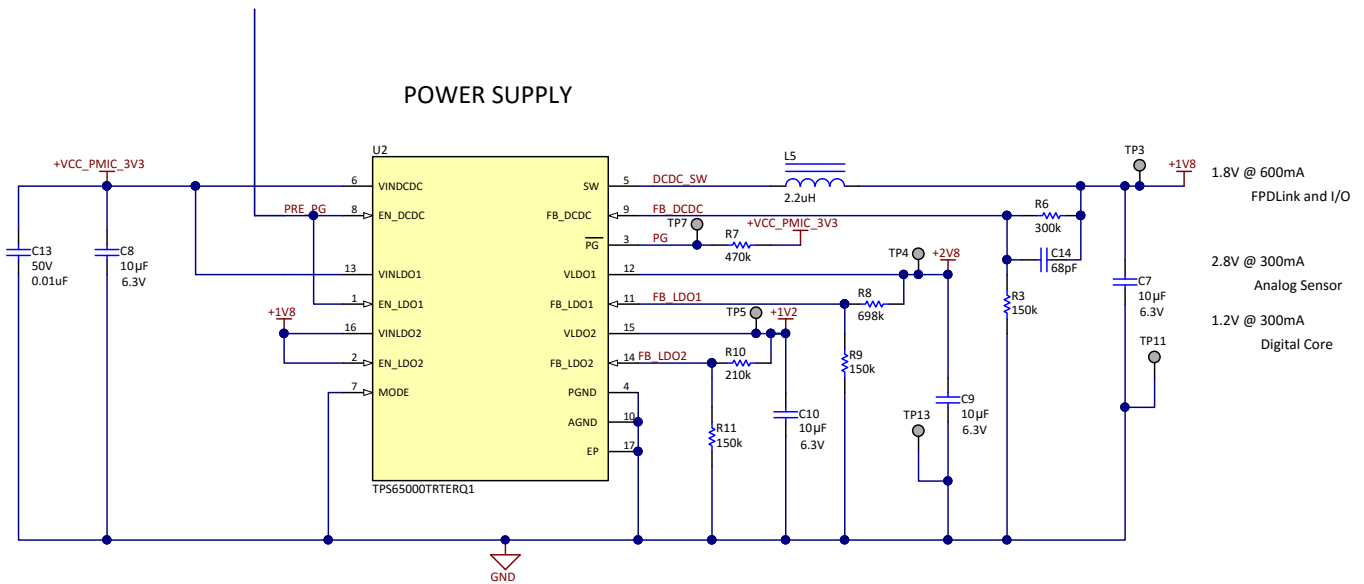 POWER SUPPLY
U2
+VCC_PMIC_3V3
6
VINDCDC
PRE_PG
8
EN_DCDC
13
VINLDO1
1
EN_LDO1
+1V8
16
VINLDO2
2
EN_LDO2
7
MODE
C13
50V
0.01uF
C8
10µF
6.3V
SW
5
DCDC_SW
FB_DCDC
9
FB_DCDC
PG
3
PG
VLDO1
12
FB_LDO1
11
FB_LDO1
VLDO2
15
FB_LDO2
14
FB_LDO2
PGND
4
AGND
10
EP
17
TPS65000TRTERQ1
L5
2.2uH
TP7
R7
470k
+VCC_PMIC_3V3
TP4
+2V8
R8
698k
TP5
+1V2
R10
210k
R9
150k
R11
150k
C10
10µF
6.3V
TP13
C9
10µF
6.3V
R6
300k
C14
68pF
R3
150k
TP3
+1V8
C7
10µF
6.3V
TP11
1.8V @ 600mA
FPDLink and I/O
2.8V @ 300mA
Analog Sensor
1.2V @ 300mA
Digital Core
GND